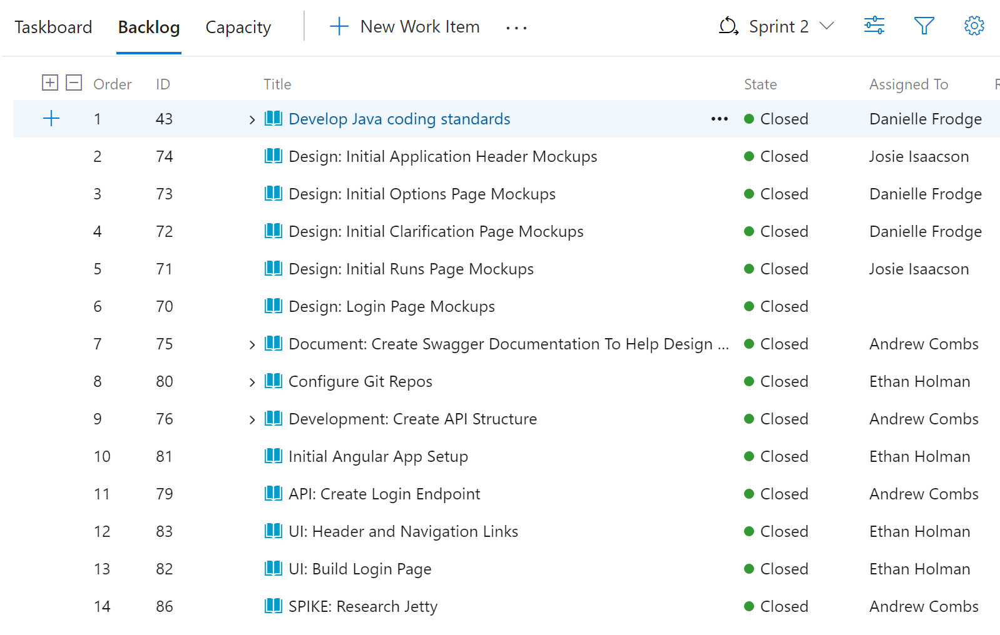 Taskboard Backlog Capacity New Work Item ... Sprint 2
Order ID Title State Assigned To
1 43 Develop Java coding standards ... Closed Danielle Frodge
2 74 Design: Initial Application Header Mockups Closed Josie Isaacson
3 73 Design: Initial Options Page Mockups Closed Danielle Frodge
4 72 Design: Initial Clarification Page Mockups Closed Danielle Frodge
5 71 Design: Initial Runs Page Mockups Closed Josie Isaacson
6 70 Design: Login Page Mockups Closed
7 75 Document: Create Swagger Documentation To Help Design ... Closed Andrew Combs
8 80 Configure Git Repos Closed Ethan Holman
9 76 Development: Create API Structure Closed Andrew Combs
10 81 Initial Angular App Setup Closed Ethan Holman
11 79 API: Create Login Endpoint Closed Andrew Combs
12 83 UI: Header and Navigation Links Closed Ethan Holman
13 82 UI: Build Login Page Closed Ethan Holman
14 86 SPIKE: Research Jetty Closed Andrew Combs